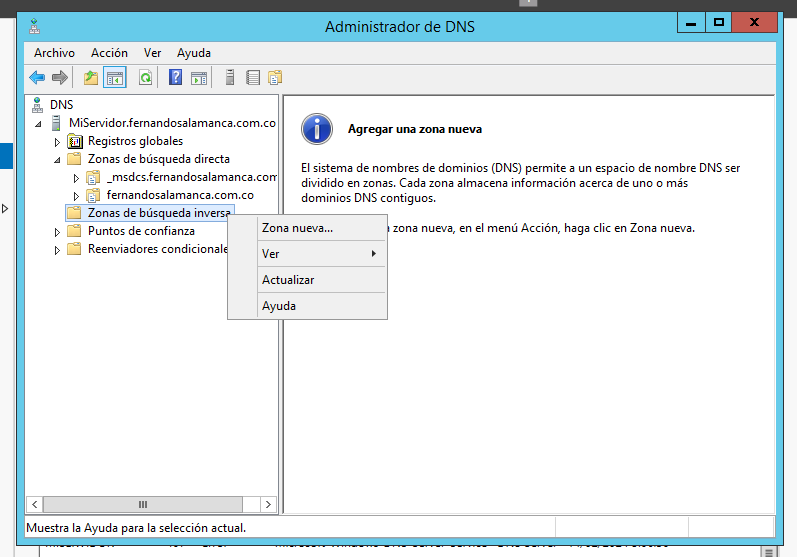 Administrador de DNS
Archivo Acción Ver Ayuda
DNS
MiServidor.fernandosalamanca.com.co
Registros globales
Zonas de búsqueda directa
_msdcs.fernandosalamanca.com
fernandosalamanca.com.co
Zonas de búsqueda inversa
Puntos de confianza
Reenviadores condicionale
Zona nueva...
Ver
Actualizar
Ayuda
Agregar una zona nueva
El sistema de nombres de dominios (DNS) permite a un espacio de nombre DNS ser
dividido en zonas. Cada zona almacena información acerca de uno o más
dominios DNS contiguos.
zona nueva, en el menú Acción, haga clic en Zona nueva.
Muestra la Ayuda para la selección actual.